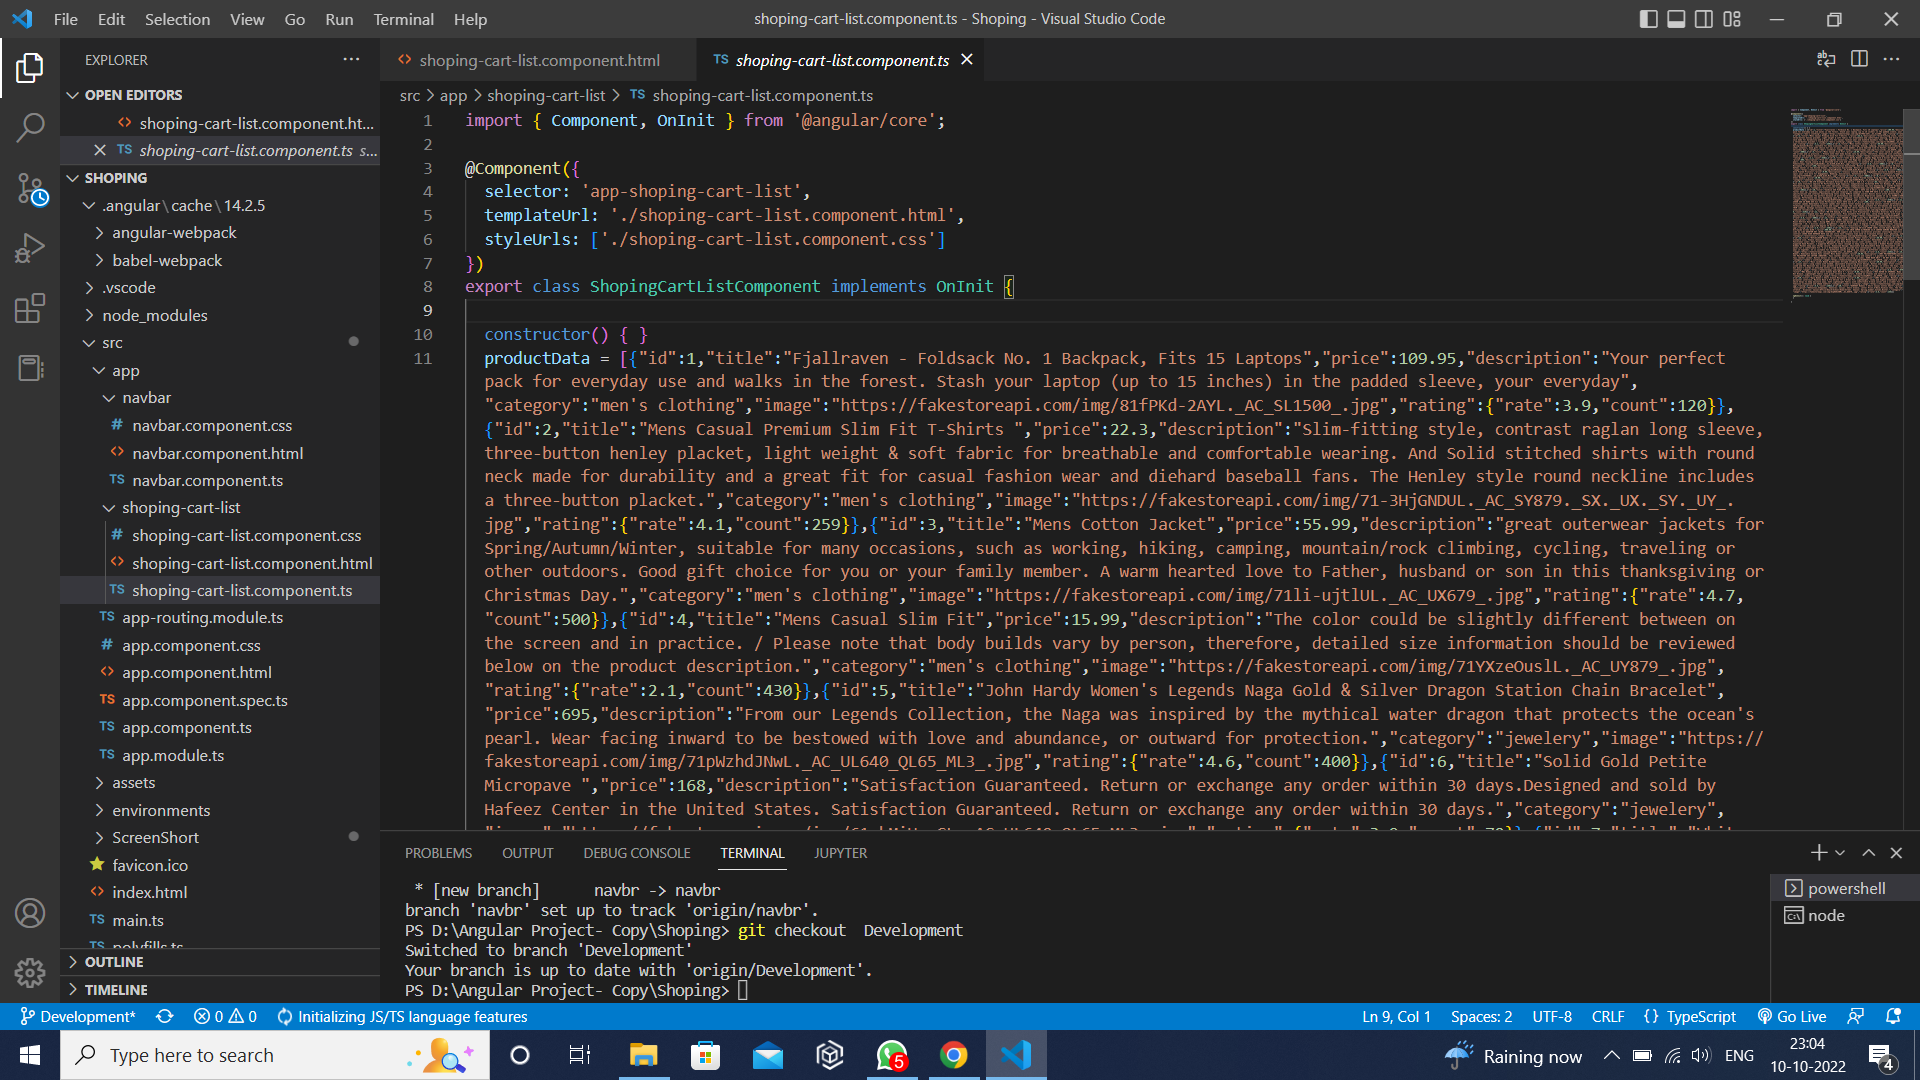 File Edit Selection View Go Run Terminal Help
shoping-cart-list.component.ts - Shoping - Visual Studio Code
EXPLORER
OPEN EDITORS
shoping-cart-list.component.ht...
shoping-cart-list.component.ts s...
SHOPING
.angular\cache\14.2.5
angular-webpack
babel-webpack
.vscode
node_modules
src
app
navbar
navbar.component.css
navbar.component.html
TS navbar.component.ts
shoping-cart-list
shoping-cart-list.component.css
shoping-cart-list.component.html
TS shoping-cart-list.component.ts
TS app-routing.module.ts
app.component.css
app.component.html
TS app.component.spec.ts
TS app.component.ts
TS app.module.ts
assets
environments
ScreenShort
favicon.ico
index.html
TS main.ts
TS polyfills.ts
OUTLINE
TIMELINE
shoping-cart-list.component.html
TS shoping-cart-list.component.ts
src > app > shoping-cart-list > TS shoping-cart-list.component.ts
1 import { Component, OnInit } from '@angular/core';
2
3 @Component({
4 selector: 'app-shoping-cart-list',
5 templateUrl: './shoping-cart-list.component.html',
6 styleUrls: ['./shoping-cart-list.component.css']
7 })
8 export class ShopingCartListComponent implements OnInit {
9
10 constructor() { }
11 productData = [{"id":1,"title":"Fjallraven - Foldsack No. 1 Backpack, Fits 15 Laptops","price":109.95,"description":"Your perfect
pack for everyday use and walks in the forest. Stash your laptop (up to 15 inches) in the padded sleeve, your everyday",
"category":"men's clothing","image":"https://fakestoreapi.com/img/81fPKd-2AYL._AC_SL1500_.jpg","rating":{"rate":3.9,"count":120}},
{"id":2,"title":"Mens Casual Premium Slim Fit T-Shirts ","price":22.3,"description":"Slim-fitting style, contrast raglan long sleeve,
three-button henley placket, light weight & soft fabric for breathable and comfortable wearing. And Solid stitched shirts with round
neck made for durability and a great fit for casual fashion wear and diehard baseball fans. The Henley style round neckline includes
a three-button placket.","category":"men's clothing","image":"https://fakestoreapi.com/img/71-3HjGNDUL._AC_SY879._SX._UX._SY._UY_.
jpg","rating":{"rate":4.1,"count":259}},{"id":3,"title":"Mens Cotton Jacket","price":55.99,"description":"great outerwear jackets for
Spring/Autumn/Winter, suitable for many occasions, such as working, hiking, camping, mountain/rock climbing, cycling, traveling or
other outdoors. Good gift choice for you or your family member. A warm hearted love to Father, husband or son in this thanksgiving or
Christmas Day.","category":"men's clothing","image":"https://fakestoreapi.com/img/71li-ujtlUL._AC_UX679_.jpg","rating":{"rate":4.7,
"count":500}},{"id":4,"title":"Mens Casual Slim Fit","price":15.99,"description":"The color could be slightly different between on
the screen and in practice. / Please note that body builds vary by person, therefore, detailed size information should be reviewed
below on the product description.","category":"men's clothing","image":"https://fakestoreapi.com/img/71YXzeOuslL._AC_UY879_.jpg",
"rating":{"rate":2.1,"count":430}},{"id":5,"title":"John Hardy Women's Legends Naga Gold & Silver Dragon Station Chain Bracelet",
"price":695,"description":"From our Legends Collection, the Naga was inspired by the mythical water dragon that protects the ocean's
pearl. Wear facing inward to be bestowed with love and abundance, or outward for protection.","category":"jewelery","image":"https://
fakestoreapi.com/img/71pWzhdJNwL._AC_UL640_QL65_ML3_.jpg","rating":{"rate":4.6,"count":400}},{"id":6,"title":"Solid Gold Petite
Micropave ","price":168,"description":"Satisfaction Guaranteed. Return or exchange any order within 30 days.Designed and sold by
Hafeez Center in the United States. Satisfaction Guaranteed. Return or exchange any order within 30 days.","category":"jewelery",
PROBLEMS OUTPUT DEBUG CONSOLE TERMINAL JUPYTER
* [new branch] navbr -> navbr
branch 'navbr' set up to track 'origin/navbr'.
PS D:\Angular Project- Copy\Shoping> git checkout Development
Switched to branch 'Development'
Your branch is up to date with 'origin/Development'.
PS D:\Angular Project- Copy\Shoping>
powershell
node
Development* 0 0 Initializing JS/TS language features
Ln 9, Col 1 Spaces: 2 UTF-8 CRLF {} TypeScript Go Live
Type here to search
5
Raining now
ENG
23:04
10-10-2022
4